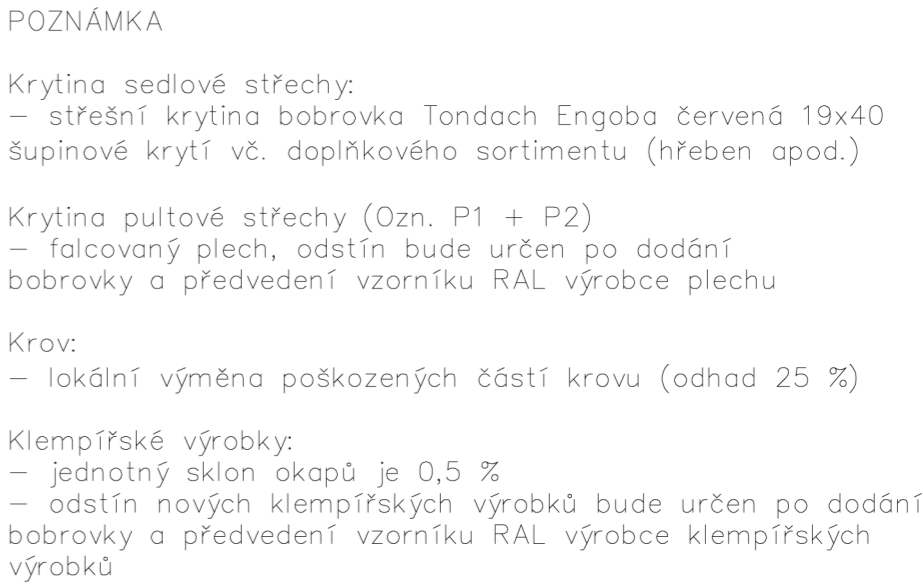 POZNÁMKA
Krytina sedlové střechy:
– střešní krytina bobrovka Tondach Engoba červená 19x40
šupinové krytí vč. doplňkového sortimentu (hřeben apod.)
Krytina pultové střechy (Ozn. P1 + P2)
– falcovaný plech, odstín bude určen po dodání
bobrovky a předvedení vzorníku RAL výrobce plechu
Krov:
– lokální výměna poškozených částí krovu (odhad 25 %)
Klempířské výrobky:
– jednotný sklon okapů je 0,5 %
– odstín nových klempířských výrobků bude určen po dodání
bobrovky a předvedení vzorníku RAL výrobce klempířských
výrobků